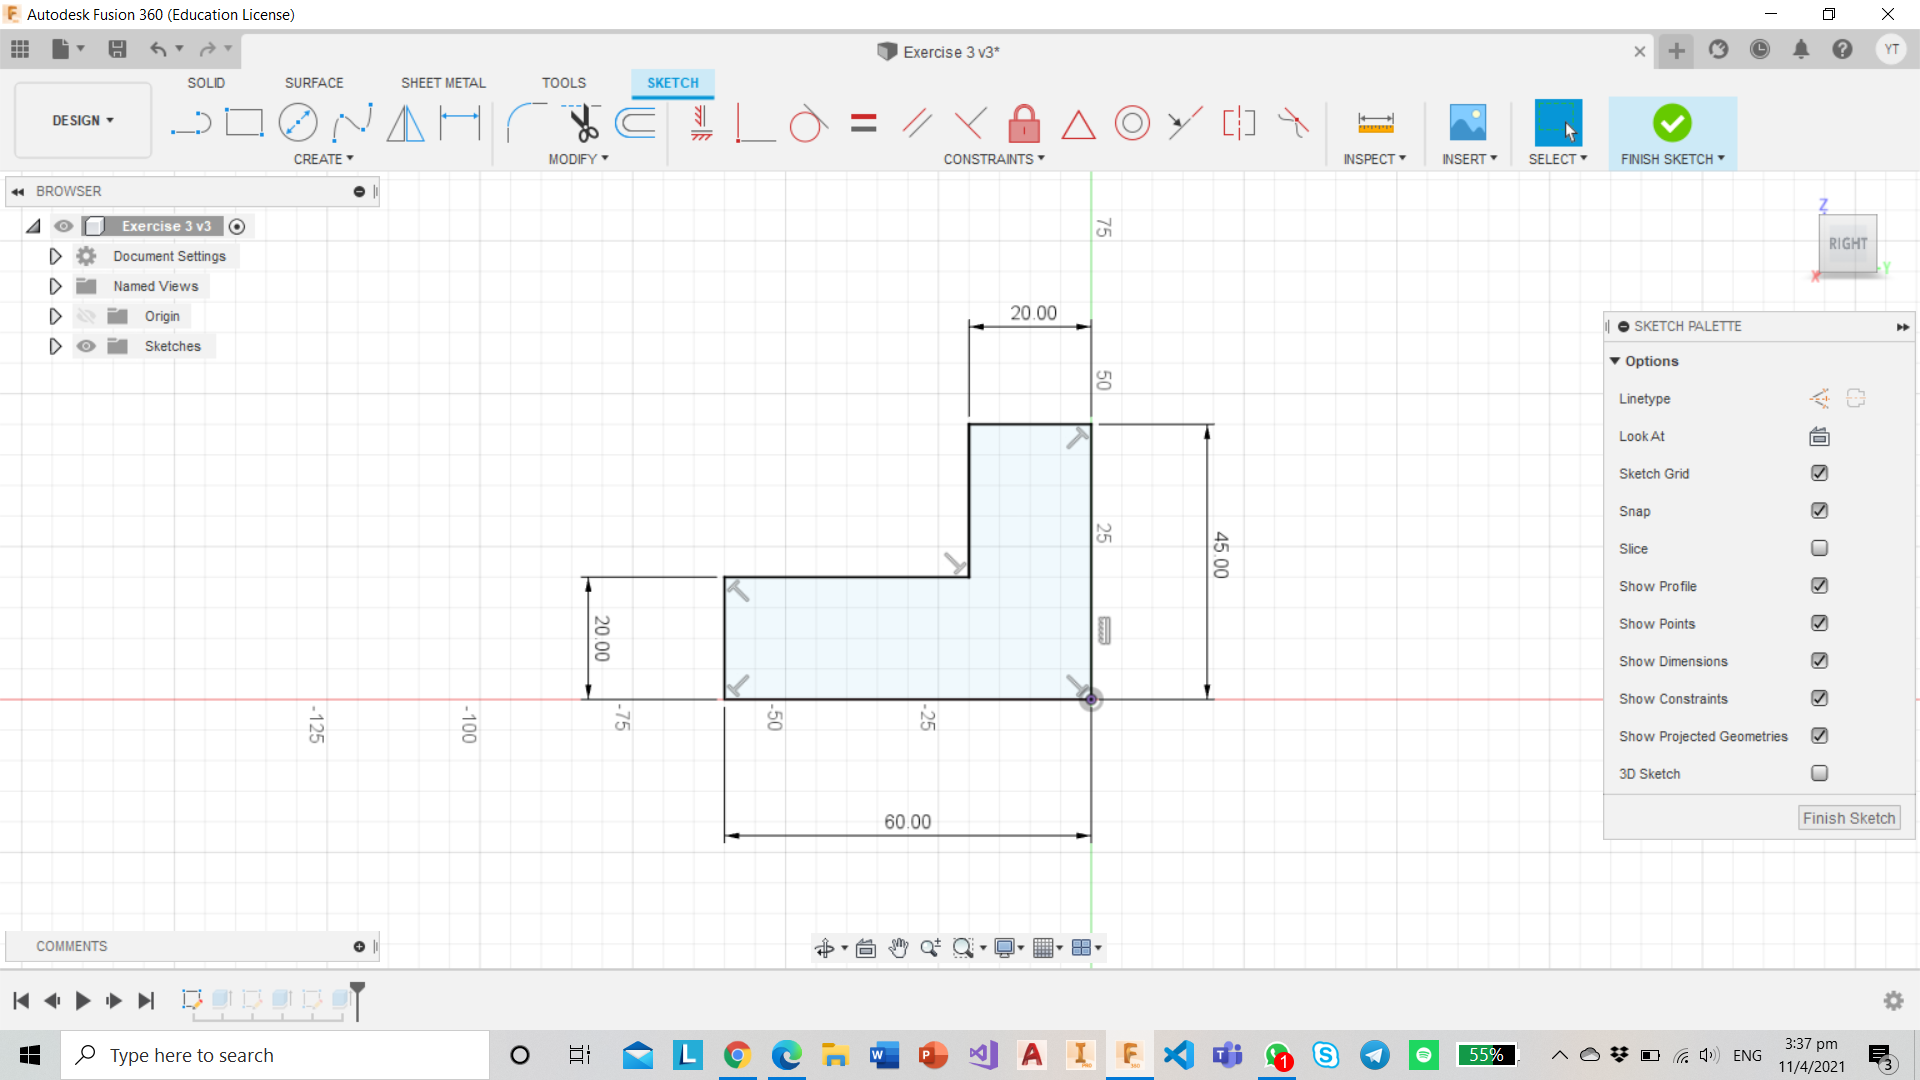 Autodesk Fusion 360 (Education License)
Exercise 3 v3*
YT
SOLID SURFACE SHEET METAL TOOLS SKETCH
DESIGN
CREATE MODIFY CONSTRAINTS INSPECT INSERT SELECT FINISH SKETCH
BROWSER
Exercise 3 v3
Document Settings
Named Views
Origin
Sketches
Z
RIGHT
X
Y
75
20.00
50
25
45.00
20.00
-125
-100
-75
-50
-25
60.00
SKETCH PALETTE
Options
Linetype
Look At
Sketch Grid
Snap
Slice
Show Profile
Show Points
Show Dimensions
Show Constraints
Show Projected Geometries
3D Sketch
Finish Sketch
COMMENTS
Type here to search
55%
1
ENG
3:37 pm
11/4/2021
3